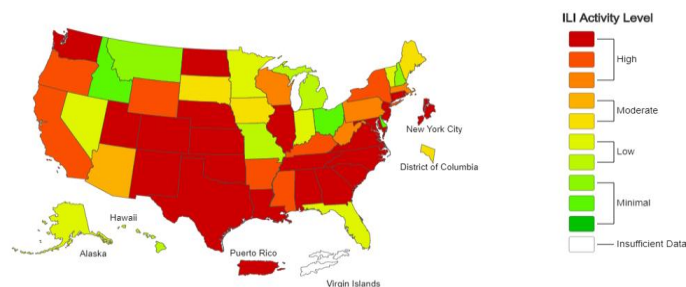 ILI Activity Level
High
Moderate
Low
Minimal
Insufficient Data
New York City
District of Columbia
Hawaii
Alaska
Puerto Rico
Virgin Islands